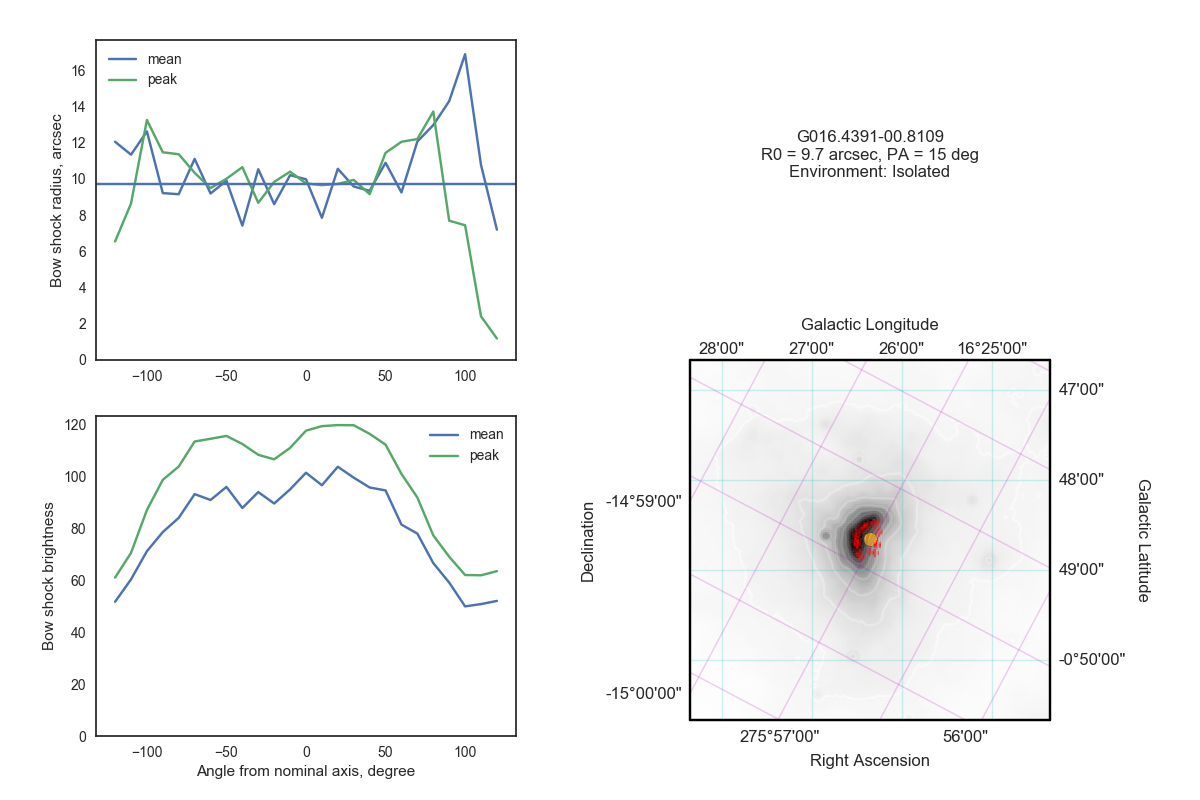 mean
peak
16
14
12
10
8
6
4
2
0
Bow shock radius, arcsec
−100 −50 0 50 100
G016.4391-00.8109
R0 = 9.7 arcsec, PA = 15 deg
Environment: Isolated
mean
peak
120
100
80
60
40
20
0
Bow shock brightness
−100 −50 0 50 100
Angle from nominal axis, degree
Galactic Longitude
28'00" 27'00" 26'00" 16°25'00"
47'00"
48'00"
49'00"
-0°50'00"
Galactic Latitude
-14°59'00"
-15°00'00"
Declination
275°57'00" 56'00"
Right Ascension